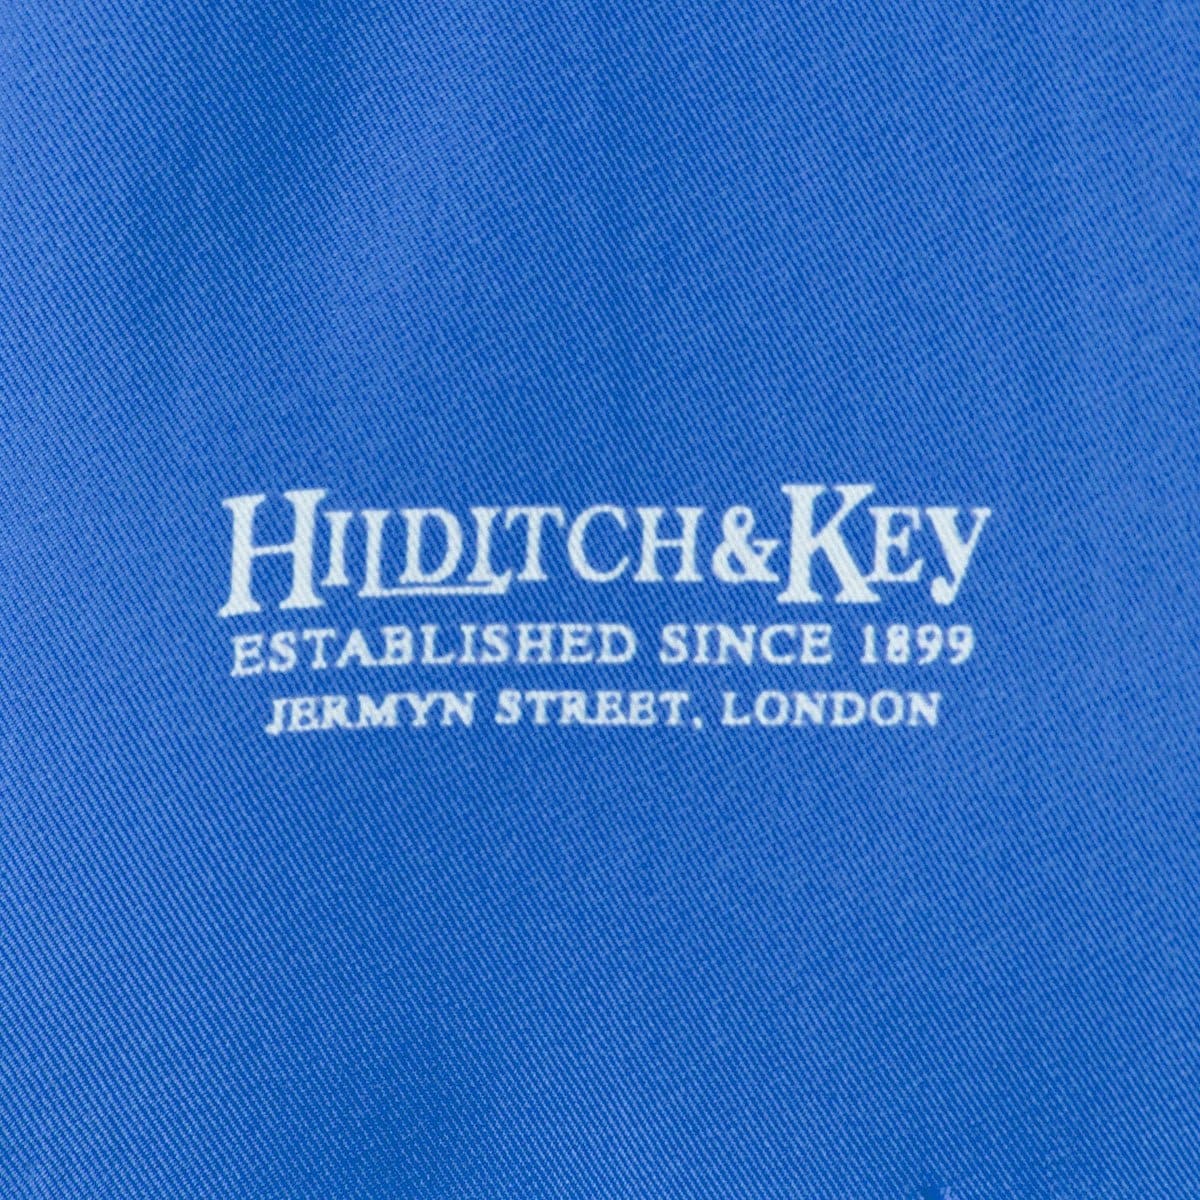 HILDITCH & KEY
ESTABLISHED SINCE 1899
JERMYN STREET, LONDON